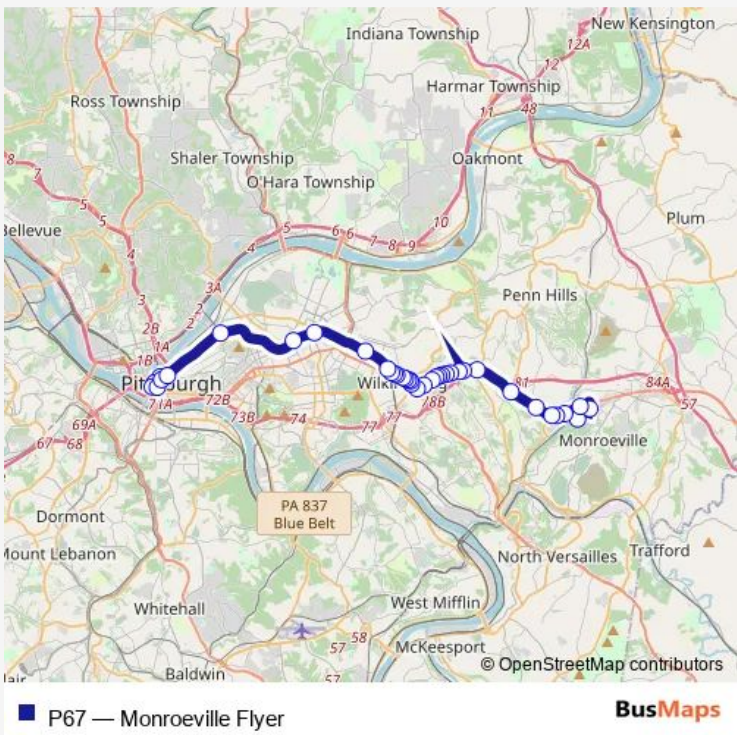 New Kensington
Indiana Township
12A
12
Harmar Township
Ross Township
11
48
8
7
Shaler Township
Oakmont
O'Hara Township
5
5
10
Plum
Bellevue
4
5
6 6
7 8 9
4
3A
3
2
2
Penn Hills
2B
1A
1B
Pittsburgh
Wilkinsburg
81
84A
71A
72B
78B
57
69A
73B
74
77
77
67
68
Monroeville
PA 837
Blue Belt
Dormont
Mount Lebanon
North Versailles
Trafford
Whitehall
West Mifflin
58
57
McKeesport
57
Baldwin
© OpenStreetMap contributors
P67 — Monroeville Flyer
BusMaps